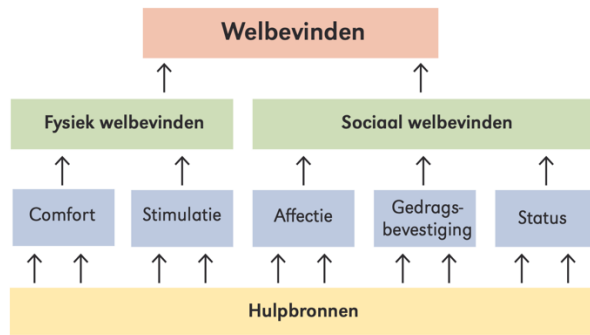 Welbevinden
Fysiek welbevinden
Sociaal welbevinden
Comfort
Stimulatie
Affectie
Gedrags-
bevestiging
Status
Hulpbronnen